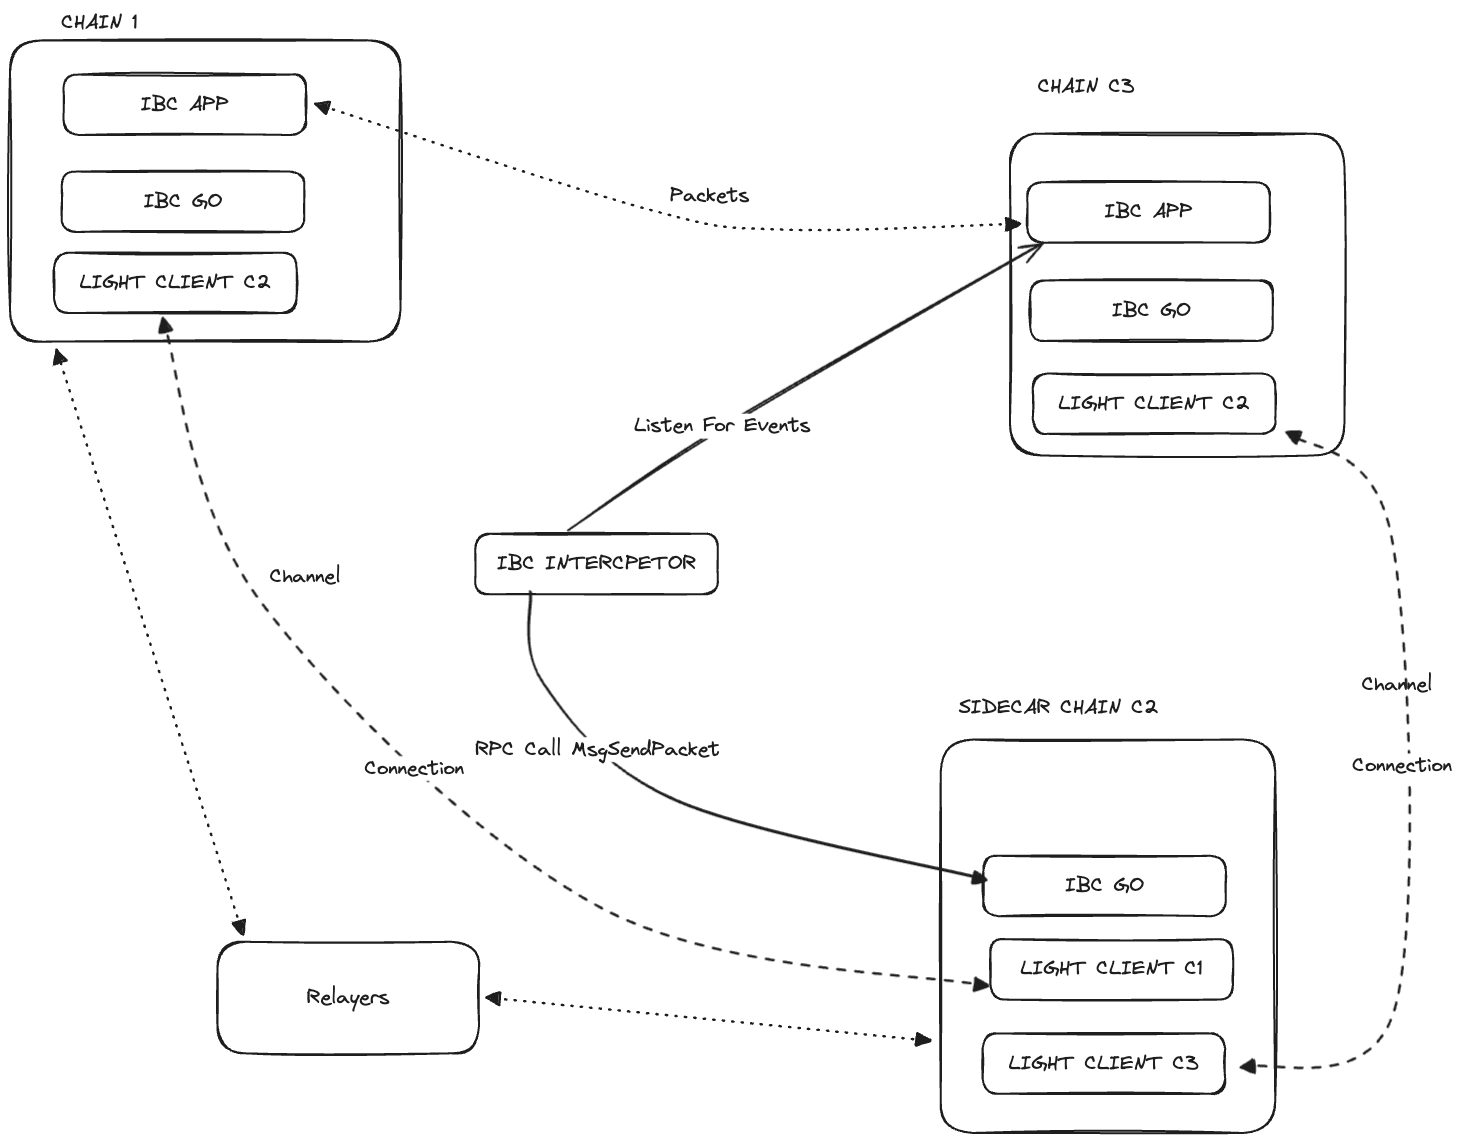 CHAIN 1
IBC APP
IBC GO
LIGHT CLIENT C2
CHAIN C3
IBC APP
IBC GO
LIGHT CLIENT C2
Packets
Listen For Events
IBC INTERCPETOR
Channel
Connection
RPC Call MsgSendPacket
Channel
Connection
SIDECAR CHAIN C2
IBC GO
LIGHT CLIENT C1
LIGHT CLIENT C3
Relayers